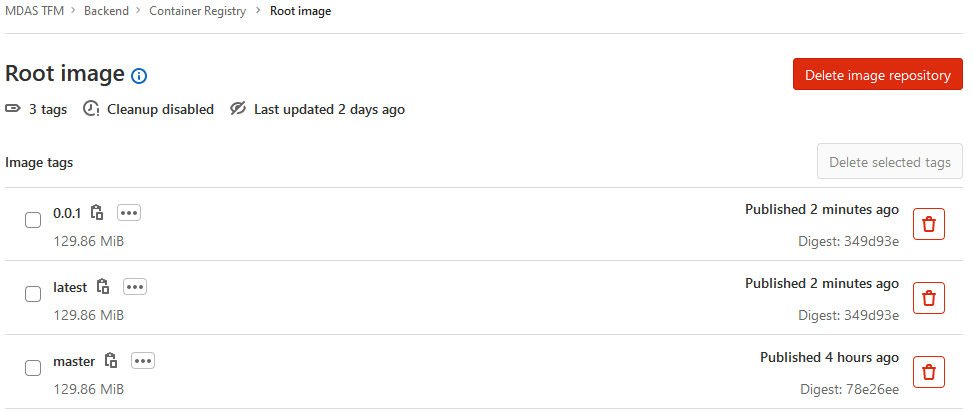 MDAS TFM > Backend > Container Registry > Root image
Root image
Delete image repository
3 tags Cleanup disabled Last updated 2 days ago
Image tags
Delete selected tags
0.0.1
Published 2 minutes ago
129.86 MiB
Digest: 349d93e
latest
Published 2 minutes ago
129.86 MiB
Digest: 349d93e
master
Published 4 hours ago
129.86 MiB
Digest: 78e26ee